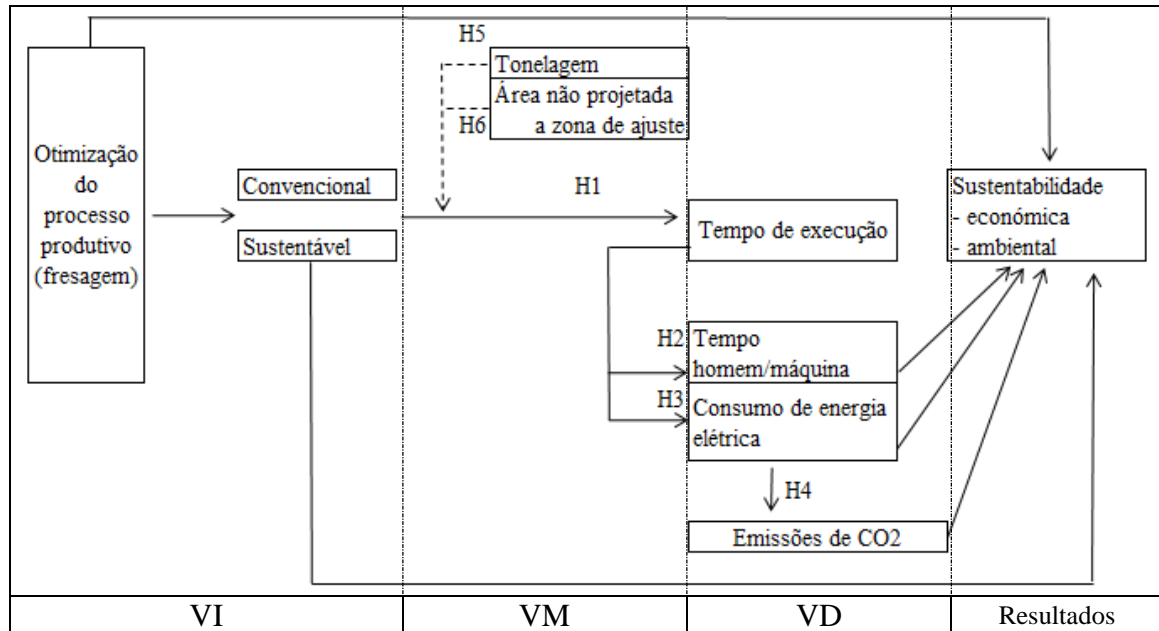 H5
Tonelagem
Área não projetada
a zona de ajuste
H6
Otimização
do
processo
produtivo
(fresagem)
Convencional
Sustentável
H1
Tempo de execução
Sustentabilidade
- económica
- ambiental
H2
Tempo
homem/máquina
H3
Consumo de energia
elétrica
H4
Emissões de CO2
VI
VM
VD
Resultados